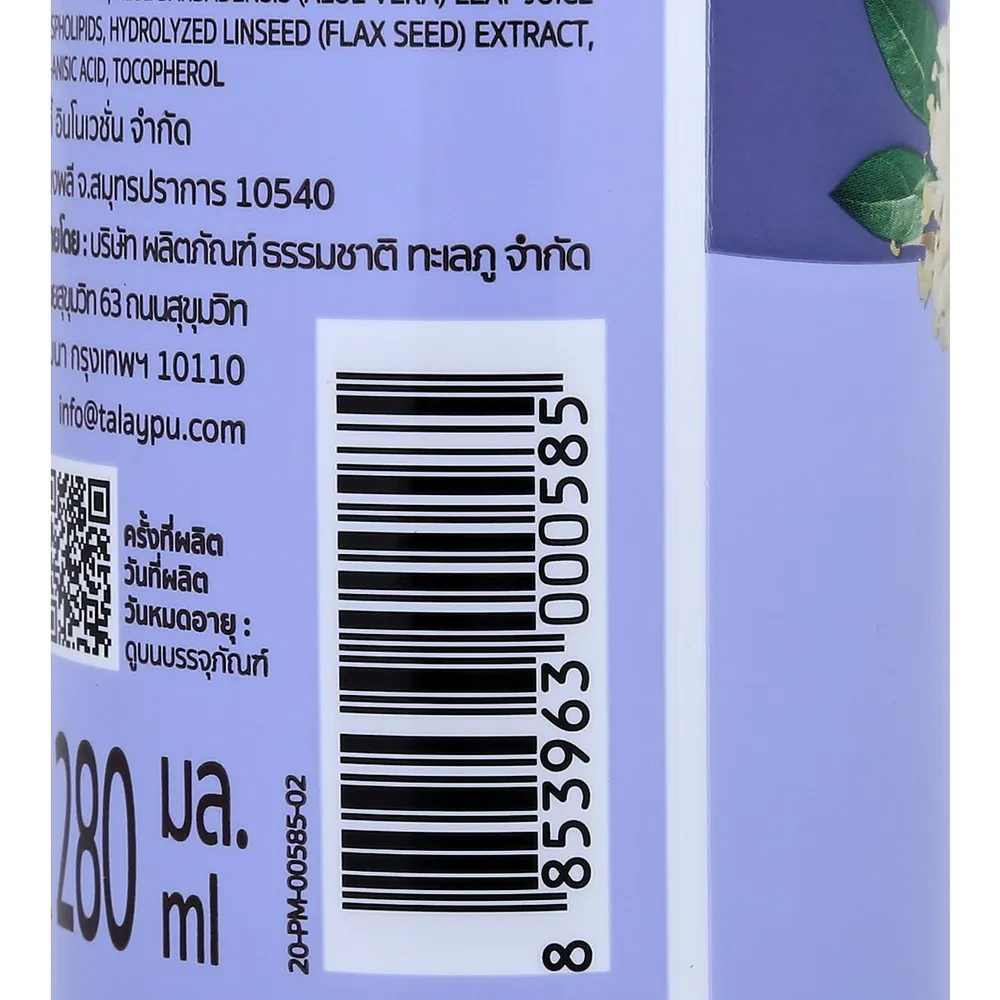 HYDROLYZED LINSEED (FLAX SEED) EXTRACT,
-ANISIC ACID, TOCOPHEROL
อินโนเวชั่น จำกัด
จ.สมุทรปราการ 10540
โดย : บริษัท ผลิตภัณฑ์ ธรรมชาติ ทะเลภู จำกัด
สุขุมวิท 63 ถนนสุขุมวิท
กรุงเทพฯ 10110
info@talaypu.com
ครั้งที่ผลิต
วันที่ผลิต
วันหมดอายุ :
ดูบนบรรจุภัณฑ์
280 มล.
ml
20-PM-00585-02
8 853963 000585